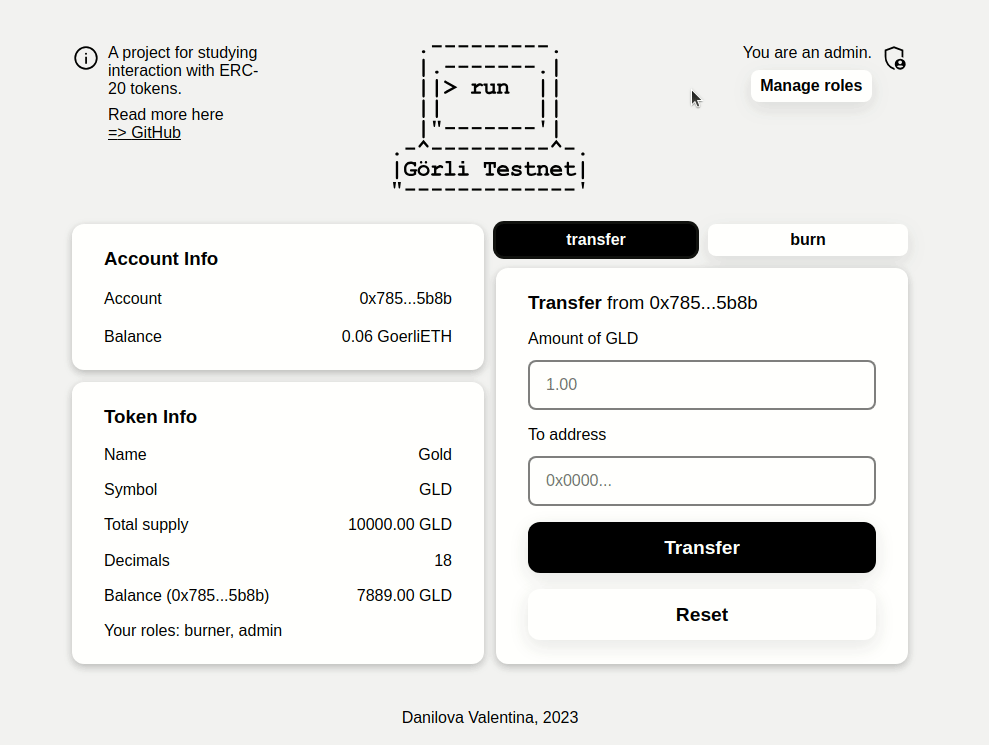 A project for studying
interaction with ERC-
20 tokens.
Read more here
=> GitHub
> run
Görli Testnet
You are an admin.
Manage roles
Account Info
Account 0x785...5b8b
Balance 0.06 GoerliETH
Token Info
Name Gold
Symbol GLD
Total supply 10000.00 GLD
Decimals 18
Balance (0x785...5b8b) 7889.00 GLD
Your roles: burner, admin
transfer
burn
Transfer from 0x785...5b8b
Amount of GLD
1.00
To address
0x0000...
Transfer
Reset
Danilova Valentina, 2023